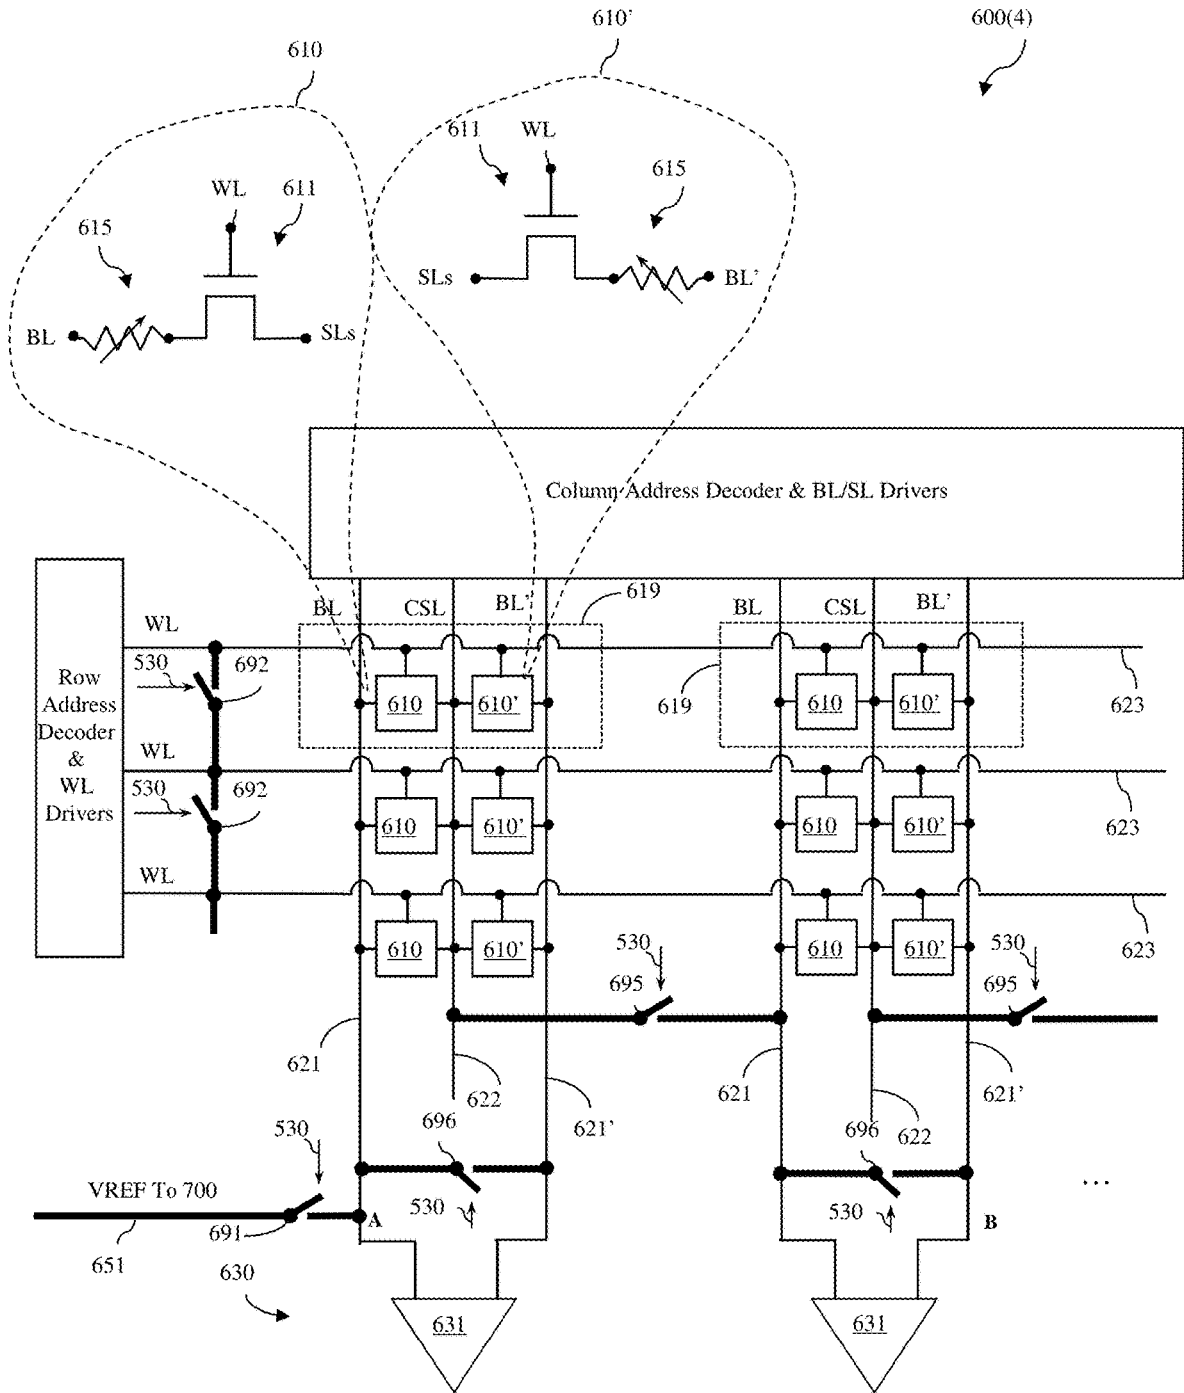 600(4)
610
610'
611
WL
615
SLs
BL'
WL
611
615
BL
SLs
Column Address Decoder & BL/SL Drivers
BL
CSL
BL'
619
BL
CSL
BL'
WL
530
692
610
610'
619
610
610'
623
Row
Address
Decoder
&
WL
Drivers
WL
530
692
610
610'
610
610'
623
WL
610
610'
530
695
610
610'
530
695
623
621
622
621'
621
622
621'
696
530
696
530
VREF To 700
530
A
530
B
...
691
651
630
631
631